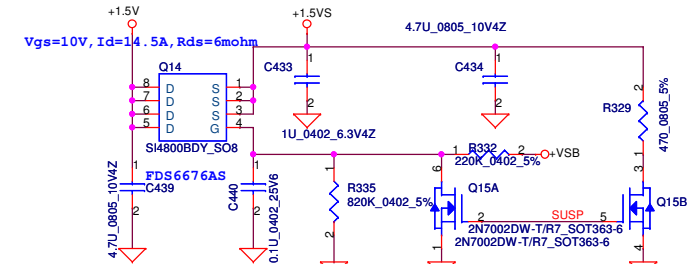 +1.5V
+1.5VS
4.7U_0805_10V4Z
Vgs=10V,Id=14.5A,Rds=6mohm
Q14
C433
1
2
C434
1
2
8
7
6
5
D
D
D
D
S
S
S
G
1
2
3
4
SI4800BDY_SO8
1U_0402_6.3V4Z
R329
2
1
470_0805_5%
R332
1
2
220K_0402_5%
+VSB
FDS6676AS
C439
1
2
4.7U_0805_10V4Z
C440
1
2
0.1U_0402_25V6
R335
1
2
820K_0402_5%
Q15A
6
2
1
SUSP
5
3
4
Q15B
2N7002DW-T/R7_SOT363-6
2N7002DW-T/R7_SOT363-6